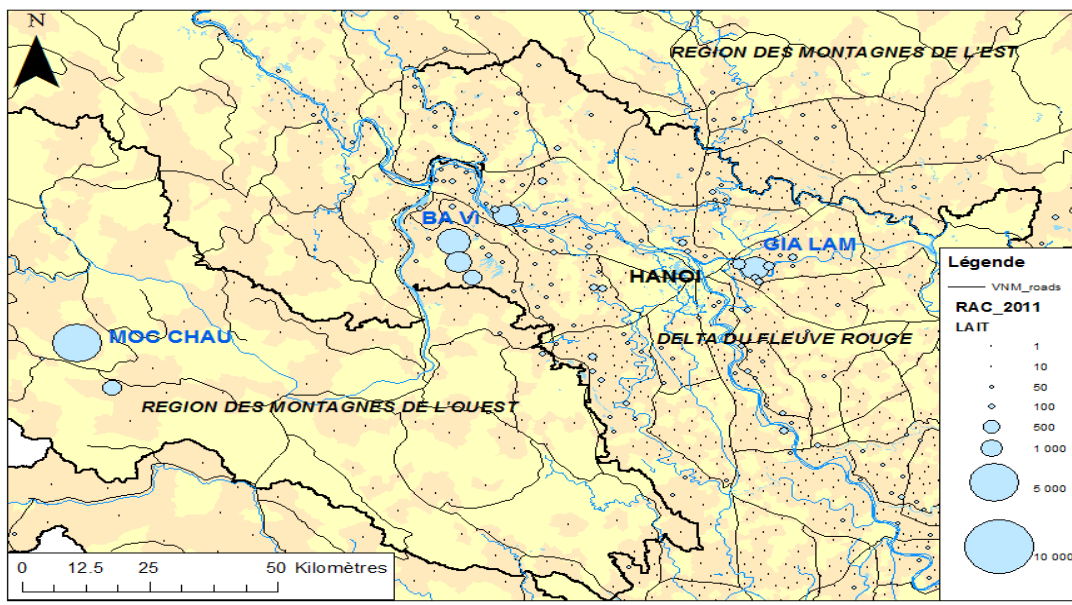 N
REGION DES MONTAGNES DE L'EST
BA Vi
GIA LAM
HANOI
MOC CHAU
DELTA DU FLEUVE ROUGE
REGION DES MONTAGNES DE L'OUEST
Légende
VNM_roads
RAC_2011
LAIT
1
10
50
100
500
1 000
5 000
10 000
0 12.5 25 50 Kilomètres